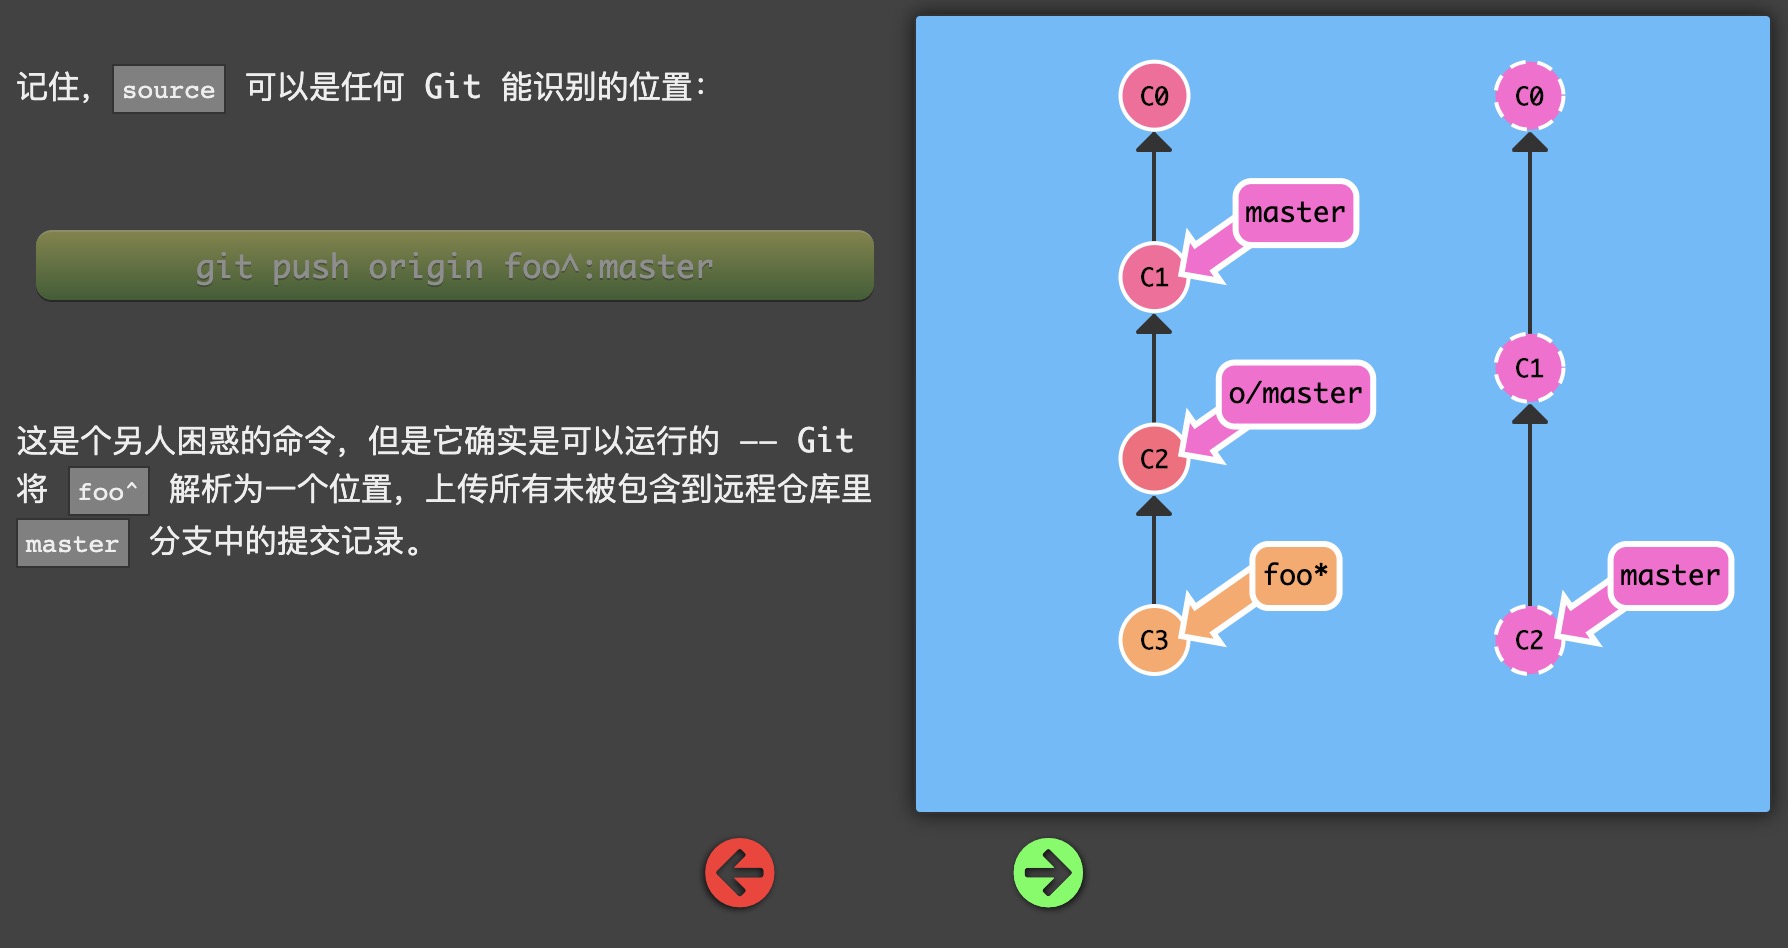 记住, source 可以是任何 Git 能识别的位置:
git push origin foo^:master
这是个另人困惑的命令, 但是它确实是可以运行的 —— Git
将 foo^ 解析为一个位置, 上传所有未被包含到远程仓库里
master 分支中的提交记录。
C0
C0
master
C1
C1
o/master
C2
foo*
master
C3
C2